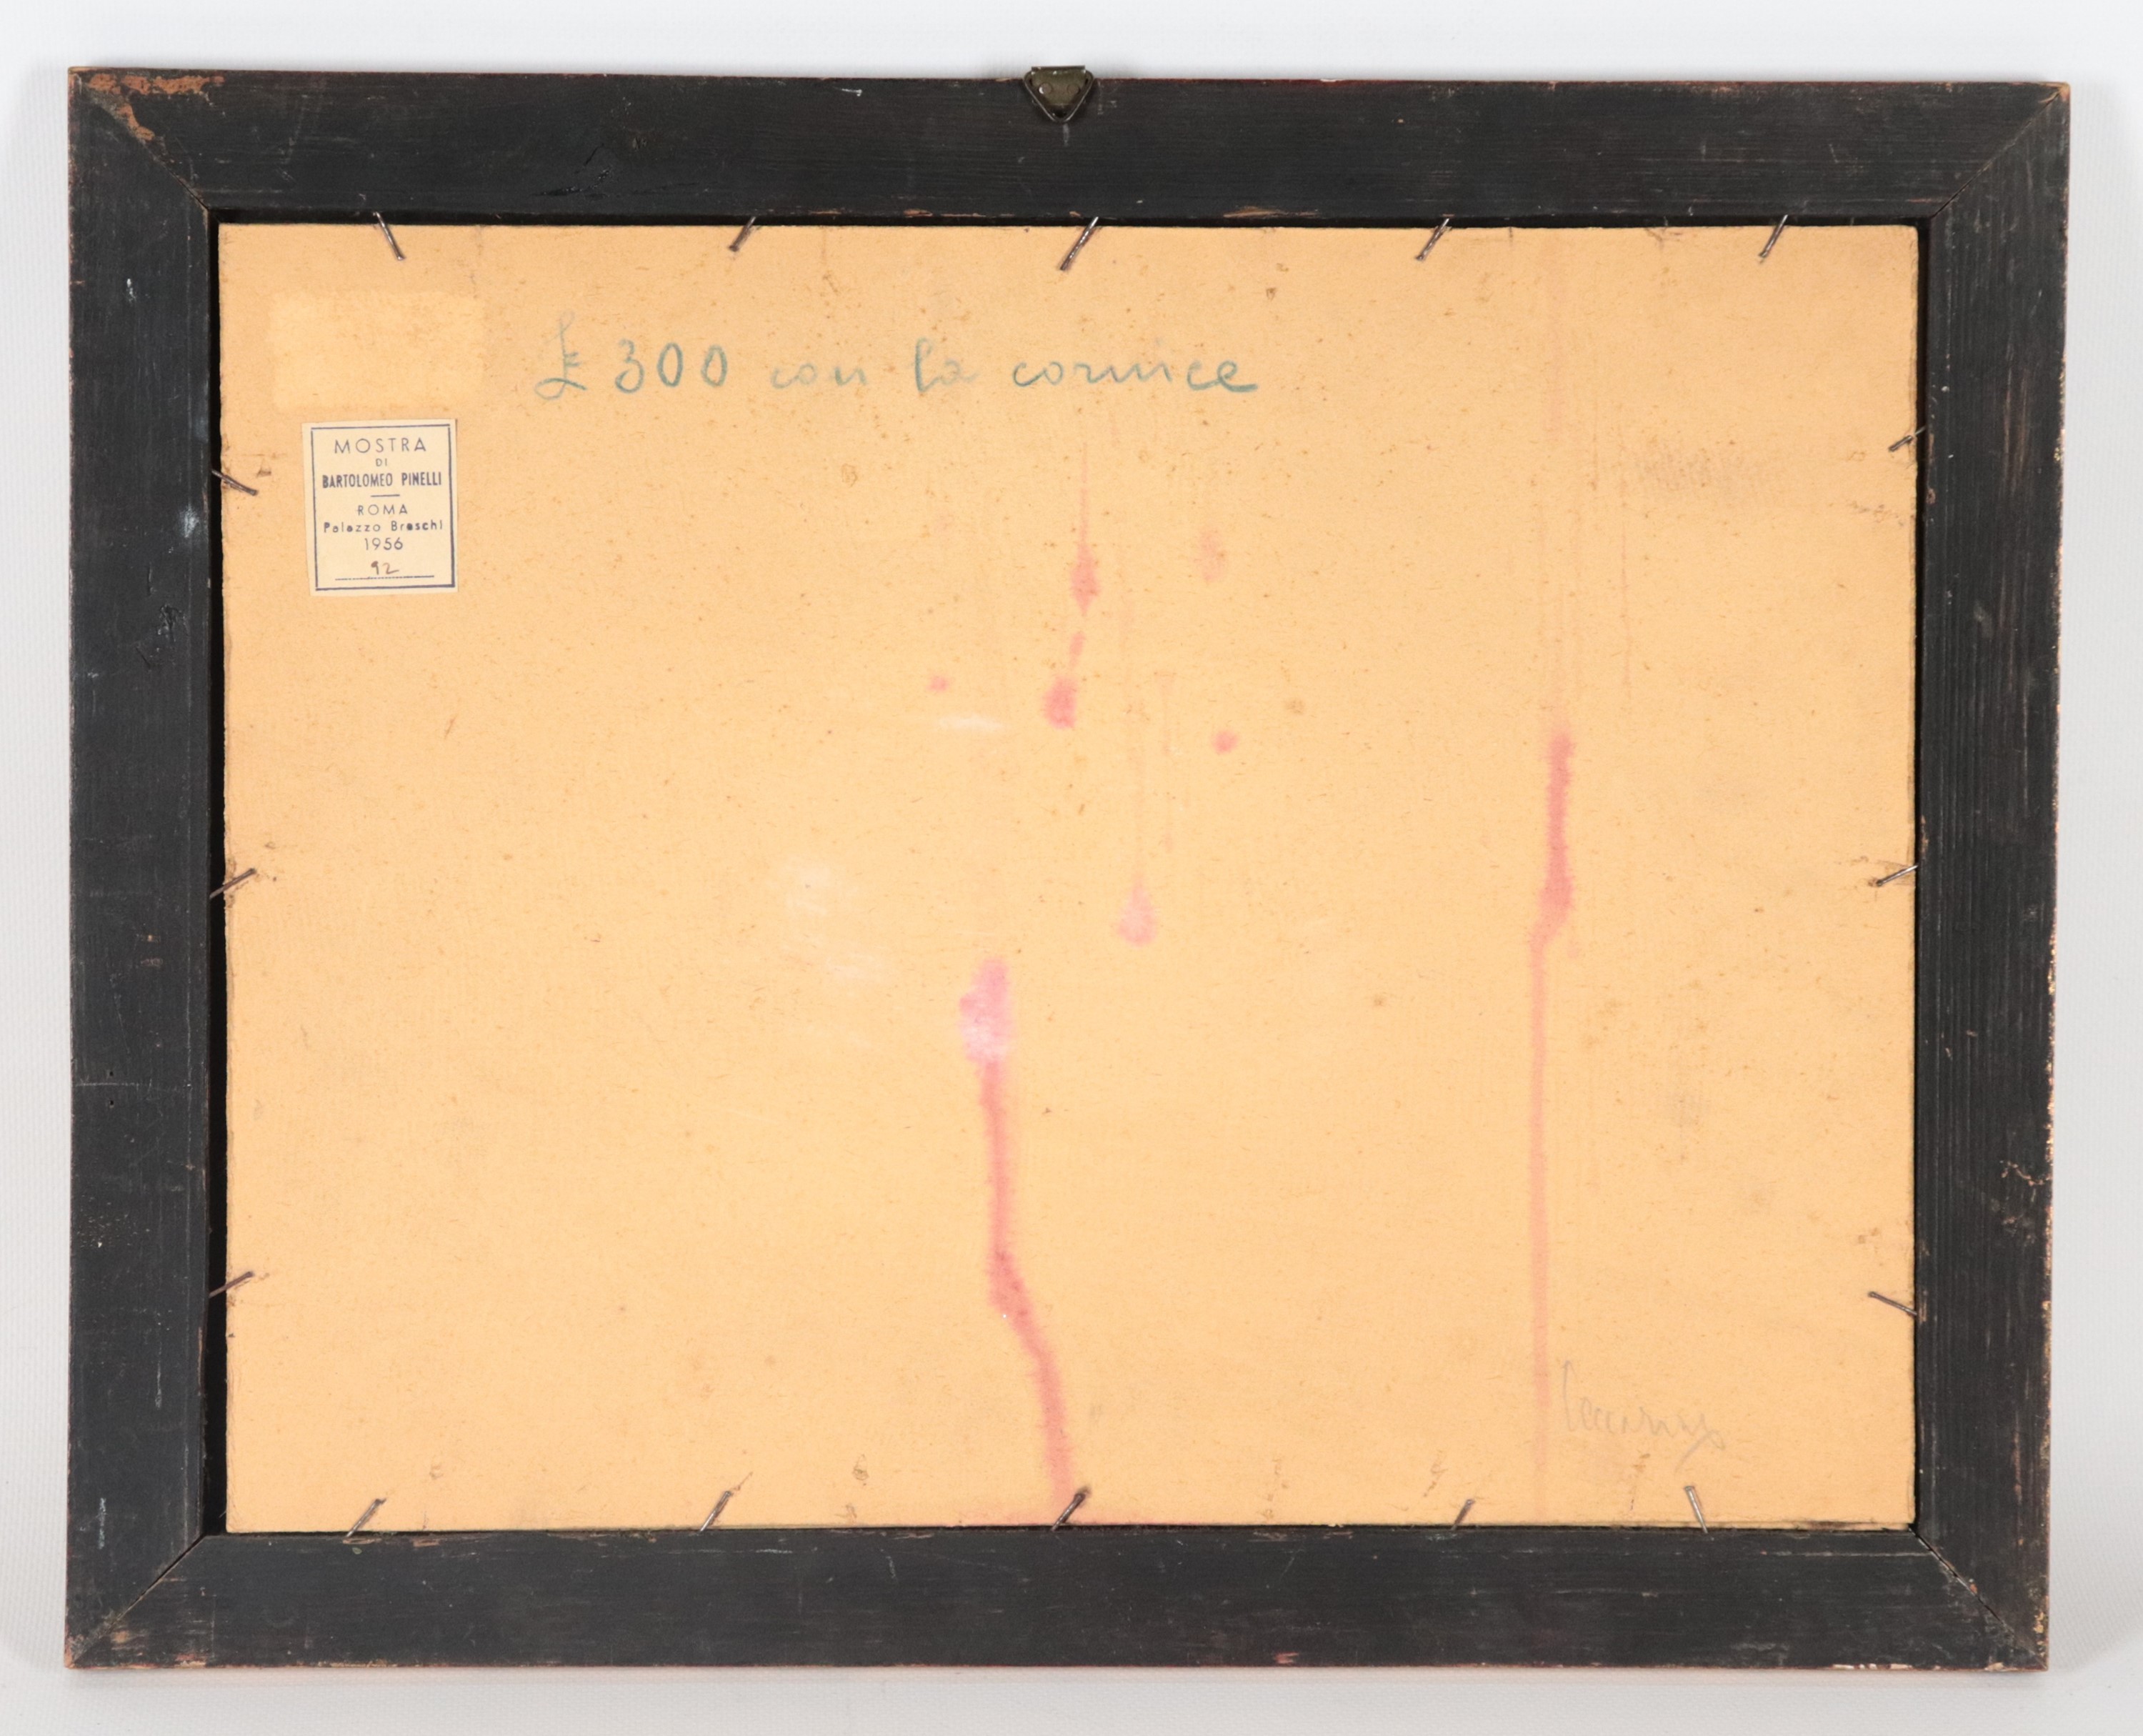 £ 300 con la cornice
MOSTRA
DI
BARTOLOMEO PINELLI
ROMA
Palazzo Braschi
1956
92